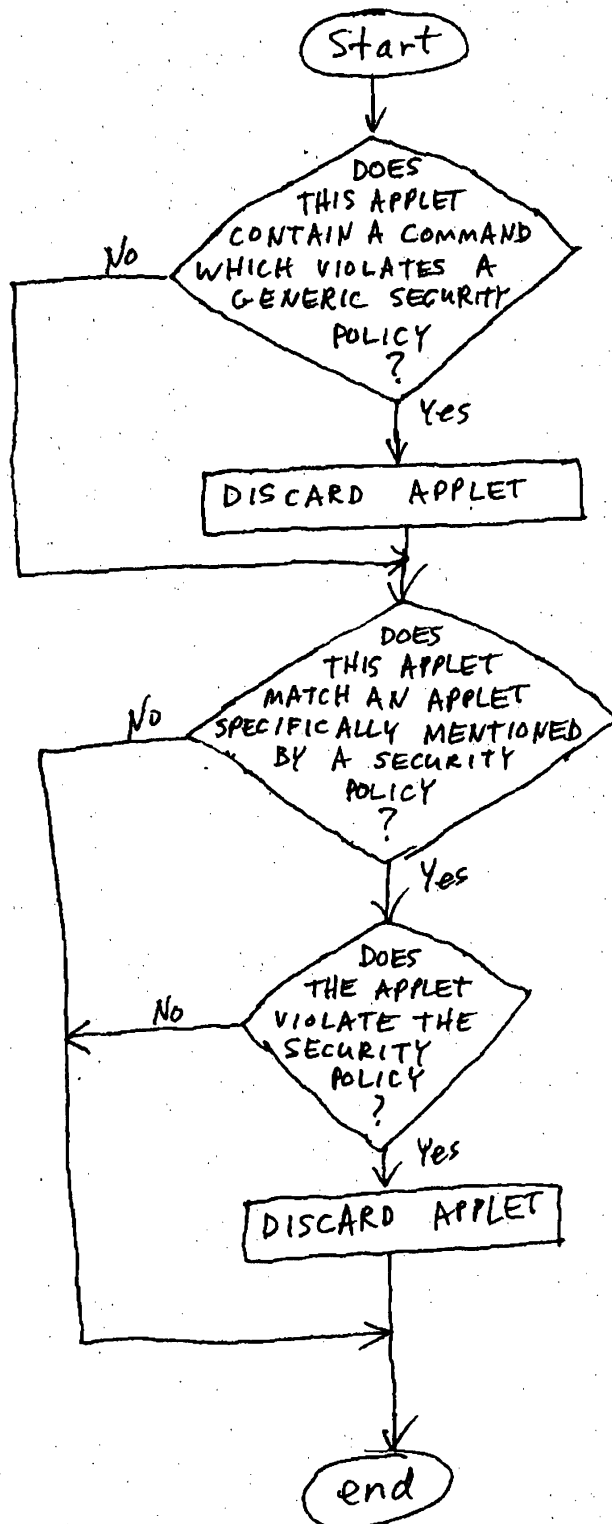 Start
DOES
THIS APPLET
CONTAIN A COMMAND
WHICH VIOLATES A
GENERIC SECURITY
POLICY
?
No
Yes
DISCARD APPLET
DOES
THIS APPLET
MATCH AN APPLET
SPECIFICALLY MENTIONED
BY A SECURITY
POLICY
?
No
Yes
DOES
THE APPLET
VIOLATE THE
SECURITY
POLICY
?
No
Yes
DISCARD APPLET
end